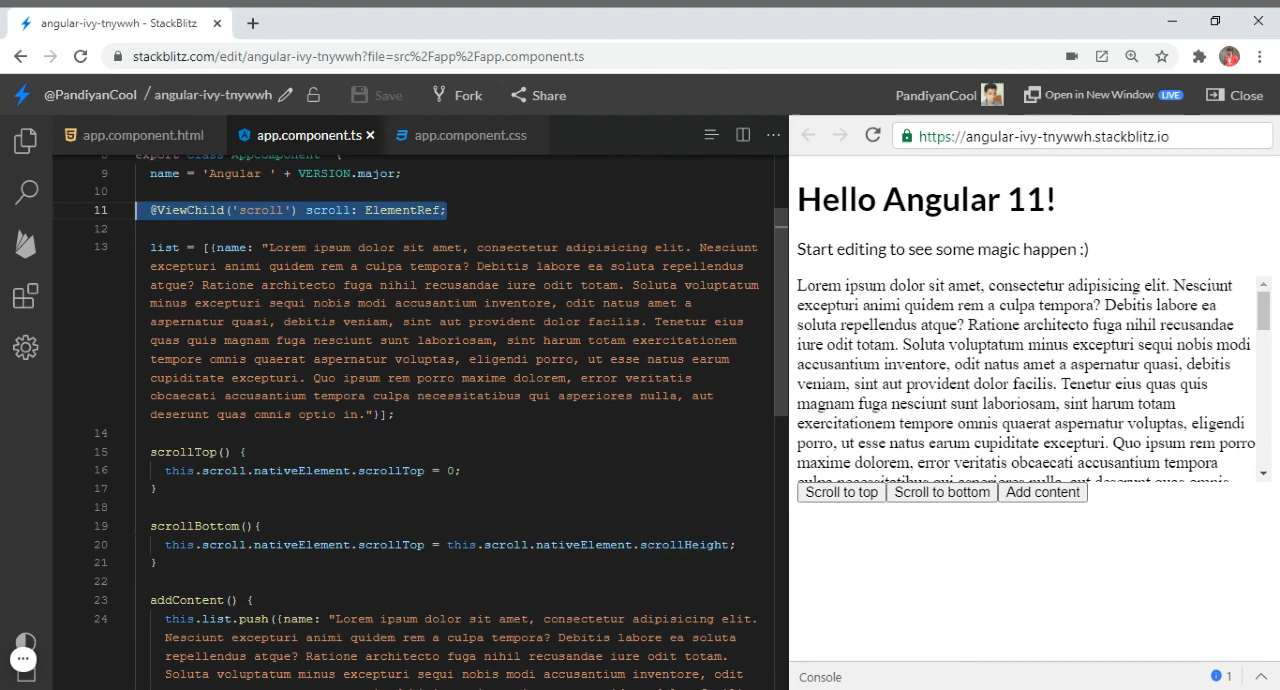 angular-ivy-tnywwh - StackBlitz
stackblitz.com/edit/angular-ivy-tnywwh?file=src%2Fapp%2Fapp.component.ts
@PandiyanCool / angular-ivy-tnywwh
Save
Fork
Share
PandiyanCool
Open in New Window LIVE
Close
app.component.html
app.component.ts
app.component.css
https://angular-ivy-tnywwh.stackblitz.io
8 export class AppComponent {
9 name = 'Angular ' + VERSION.major;
10
11 @ViewChild('scroll') scroll: ElementRef;
12
13 list = [{name: "Lorem ipsum dolor sit amet, consectetur adipisicing elit. Nesciunt
excepturi animi quidem rem a culpa tempora? Debitis labore ea soluta repellendus
atque? Ratione architecto fuga nihil recusandae iure odit totam. Soluta voluptatum
minus excepturi sequi nobis modi accusantium inventore, odit natus amet a
aspernatur quasi, debitis veniam, sint aut provident dolor facilis. Tenetur eius
quas quis magnam fuga nesciunt sunt laboriosam, sint harum totam exercitationem
tempore omnis quaerat aspernatur voluptas, eligendi porro, ut esse natus earum
cupiditate excepturi. Quo ipsum rem porro maxime dolorem, error veritatis
obcaecati accusantium tempora culpa necessitatibus qui asperiores nulla, aut
deserunt quas omnis optio in."}];
14
15 scrollTop() {
16 this.scroll.nativeElement.scrollTop = 0;
17 }
18
19 scrollBottom(){
20 this.scroll.nativeElement.scrollTop = this.scroll.nativeElement.scrollHeight;
21 }
22
23 addContent() {
24 this.list.push({name: "Lorem ipsum dolor sit amet, consectetur adipisicing elit.
Nesciunt excepturi animi quidem rem a culpa tempora? Debitis labore ea soluta
repellendus atque? Ratione architecto fuga nihil recusandae iure odit totam.
Soluta voluptatum minus excepturi sequi nobis modi accusantium inventore, odit
Hello Angular 11!
Start editing to see some magic happen :)
Lorem ipsum dolor sit amet, consectetur adipisicing elit. Nesciunt
excepturi animi quidem rem a culpa tempora? Debitis labore ea
soluta repellendus atque? Ratione architecto fuga nihil recusandae
iure odit totam. Soluta voluptatum minus excepturi sequi nobis modi
accusantium inventore, odit natus amet a aspernatur quasi, debitis
veniam, sint aut provident dolor facilis. Tenetur eius quas quis
magnam fuga nesciunt sunt laboriosam, sint harum totam
exercitationem tempore omnis quaerat aspernatur voluptas, eligendi
porro, ut esse natus earum cupiditate excepturi. Quo ipsum rem porro
maxime dolorem, error veritatis obcaecati accusantium tempora
culpa necessitatibus qui asperiores nulla, aut deserunt quas omnis
Scroll to top
Scroll to bottom
Add content
Console
1